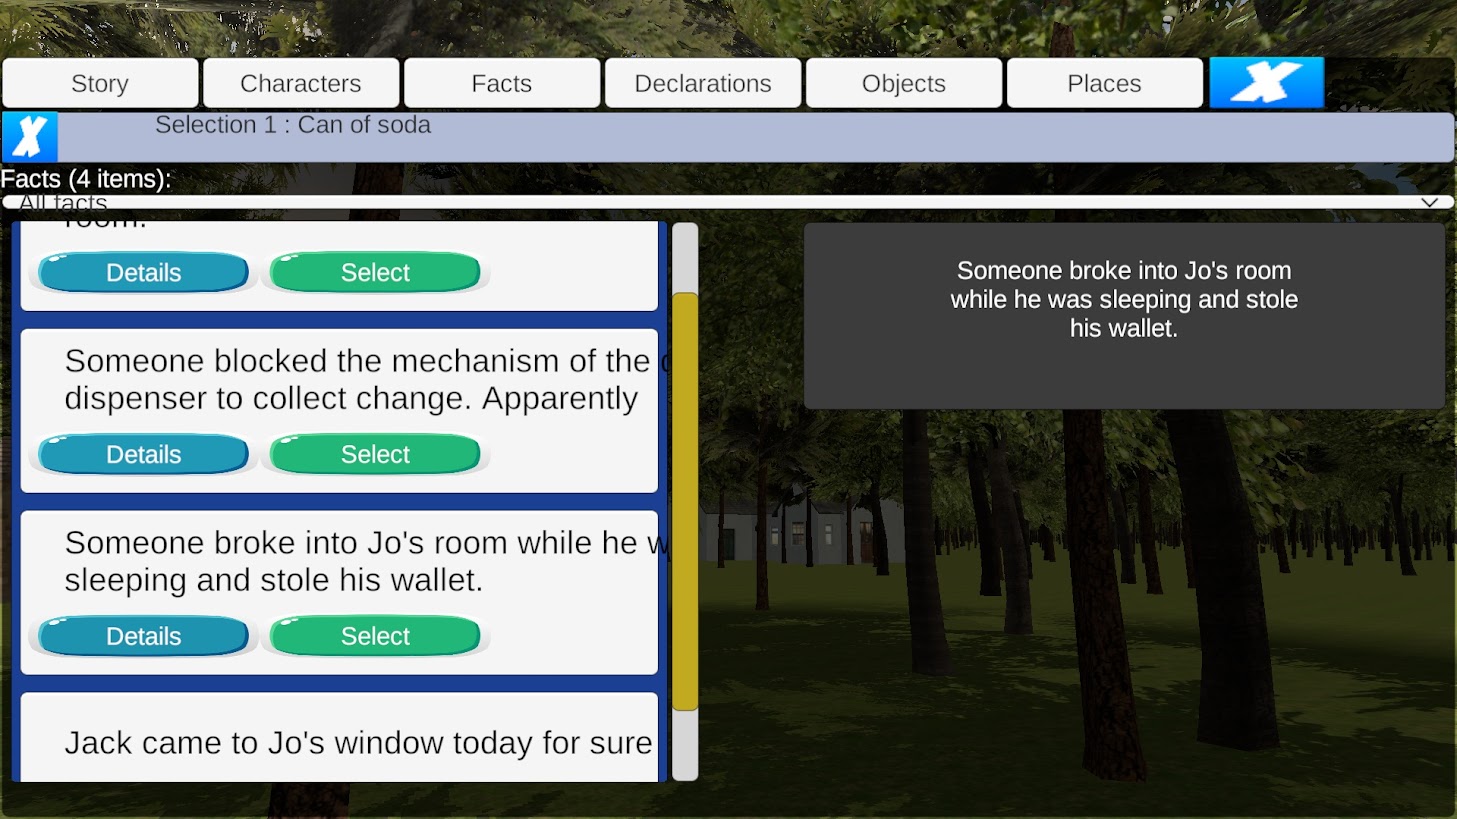 Story
Characters
Facts
Declarations
Objects
Places
X
X
Selection 1 : Can of soda
Facts (4 items):
All facts
room.
Details
Select
Someone blocked the mechanism of the
dispenser to collect change. Apparently
Details
Select
Someone broke into Jo's room while he
sleeping and stole his wallet.
Details
Select
Jack came to Jo's window today for sure
Someone broke into Jo's room
while he was sleeping and stole
his wallet.